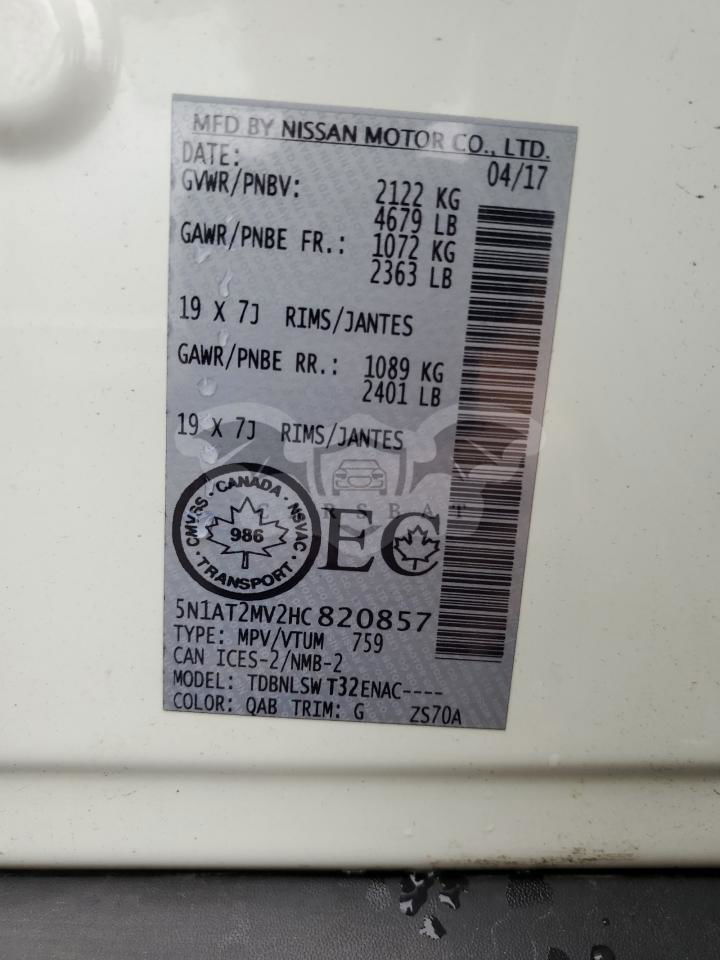 MFD BY NISSAN MOTOR CO., LTD.
DATE: 04/17
GVWR/PNBV: 2122 KG
4679 LB
GAWR/PNBE FR.: 1072 KG
2363 LB
19 X 7J RIMS/JANTES
GAWR/PNBE RR.: 1089 KG
2401 LB
19 X 7J RIMS/JANTES
CMVSS · CANADA · NSVAC · TRANSPORT ·
986
EC
CARSBAT
5N1AT2MV2HC820857
TYPE: MPV/VTUM 759
CAN ICES-2/NMB-2
MODEL: TDBNLSW T32ENAC----
COLOR: QAB TRIM: G ZS70A